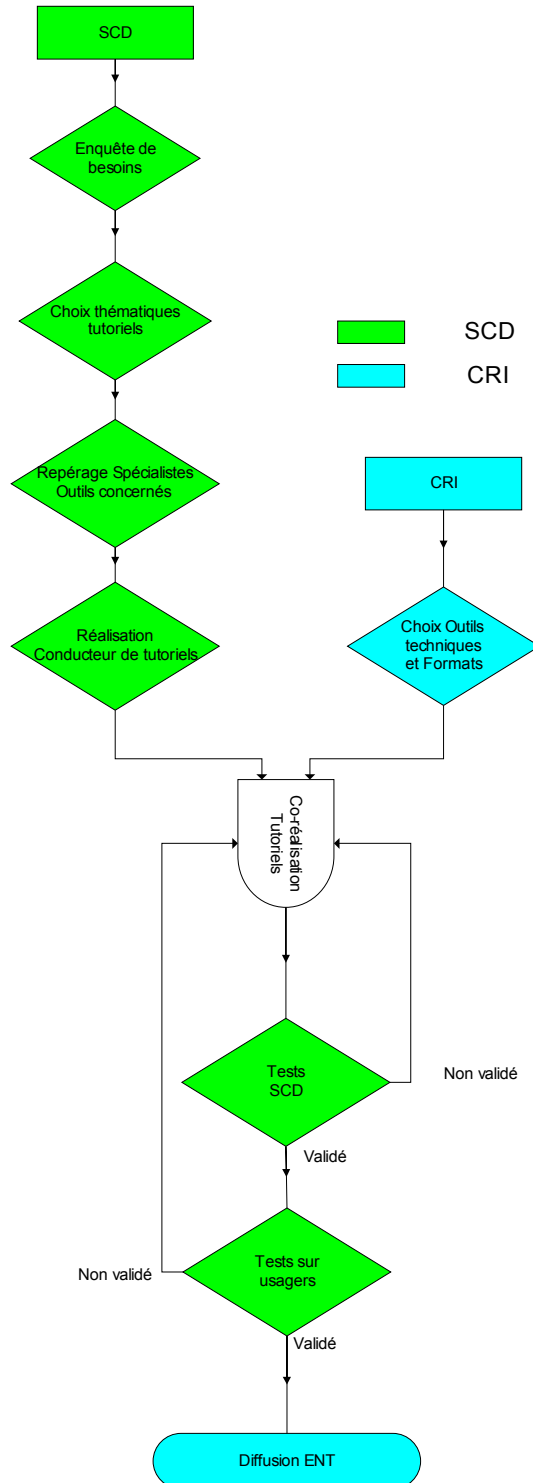 SCD
Enquête de
besoins
Choix thématiques
tutoriels
SCD
CRI
Repérage Spécialistes
Outils concernés
CRI
Réalisation
Conducteur de tutoriels
Choix Outils
techniques
et Formats
Co-réalisation
Tutoriels
Tests
SCD
Non validé
Validé
Tests sur
usagers
Non validé
Validé
Diffusion ENT